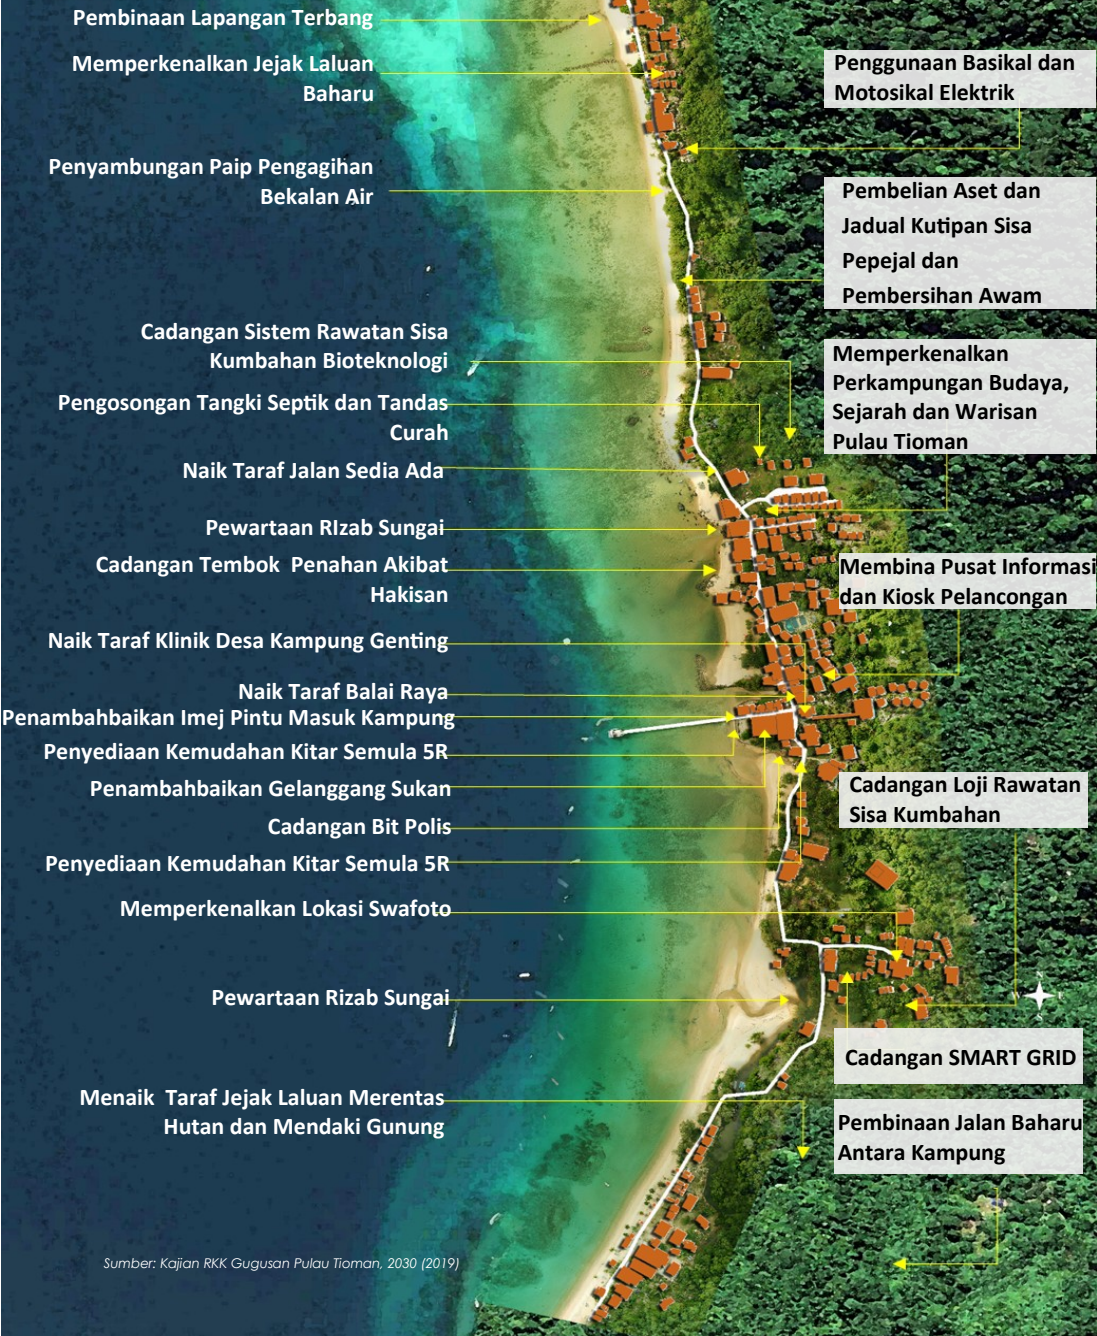 Pembinaan Lapangan Terbang
Memperkenalkan Jejak Laluan
Baharu
Penyambungan Paip Pengagihan
Bekalan Air
Cadangan Sistem Rawatan Sisa
Kumbahan Bioteknologi
Pengosongan Tangki Septik dan Tandas
Curah
Naik Taraf Jalan Sedia Ada
Pewartaan RIzab Sungai
Cadangan Tembok Penahan Akibat
Hakisan
Naik Taraf Klinik Desa Kampung Genting
Naik Taraf Balai Raya
Penambahbaikan Imej Pintu Masuk Kampung
Penyediaan Kemudahan Kitar Semula 5R
Penambahbaikan Gelanggang Sukan
Cadangan Bit Polis
Penyediaan Kemudahan Kitar Semula 5R
Memperkenalkan Lokasi Swafoto
Pewartaan Rizab Sungai
Menaik Taraf Jejak Laluan Merentas
Hutan dan Mendaki Gunung
Sumber: Kajian RKK Gugusan Pulau Tioman, 2030 (2019)
Penggunaan Basikal dan
Motosikal Elektrik
Pembelian Aset dan
Jadual Kutipan Sisa
Pepejal dan
Pembersihan Awam
Memperkenalkan
Perkampungan Budaya,
Sejarah dan Warisan
Pulau Tioman
Membina Pusat Informasi
dan Kiosk Pelancongan
Cadangan Loji Rawatan
Sisa Kumbahan
N
W E
S
Cadangan SMART GRID
Pembinaan Jalan Baharu
Antara Kampung